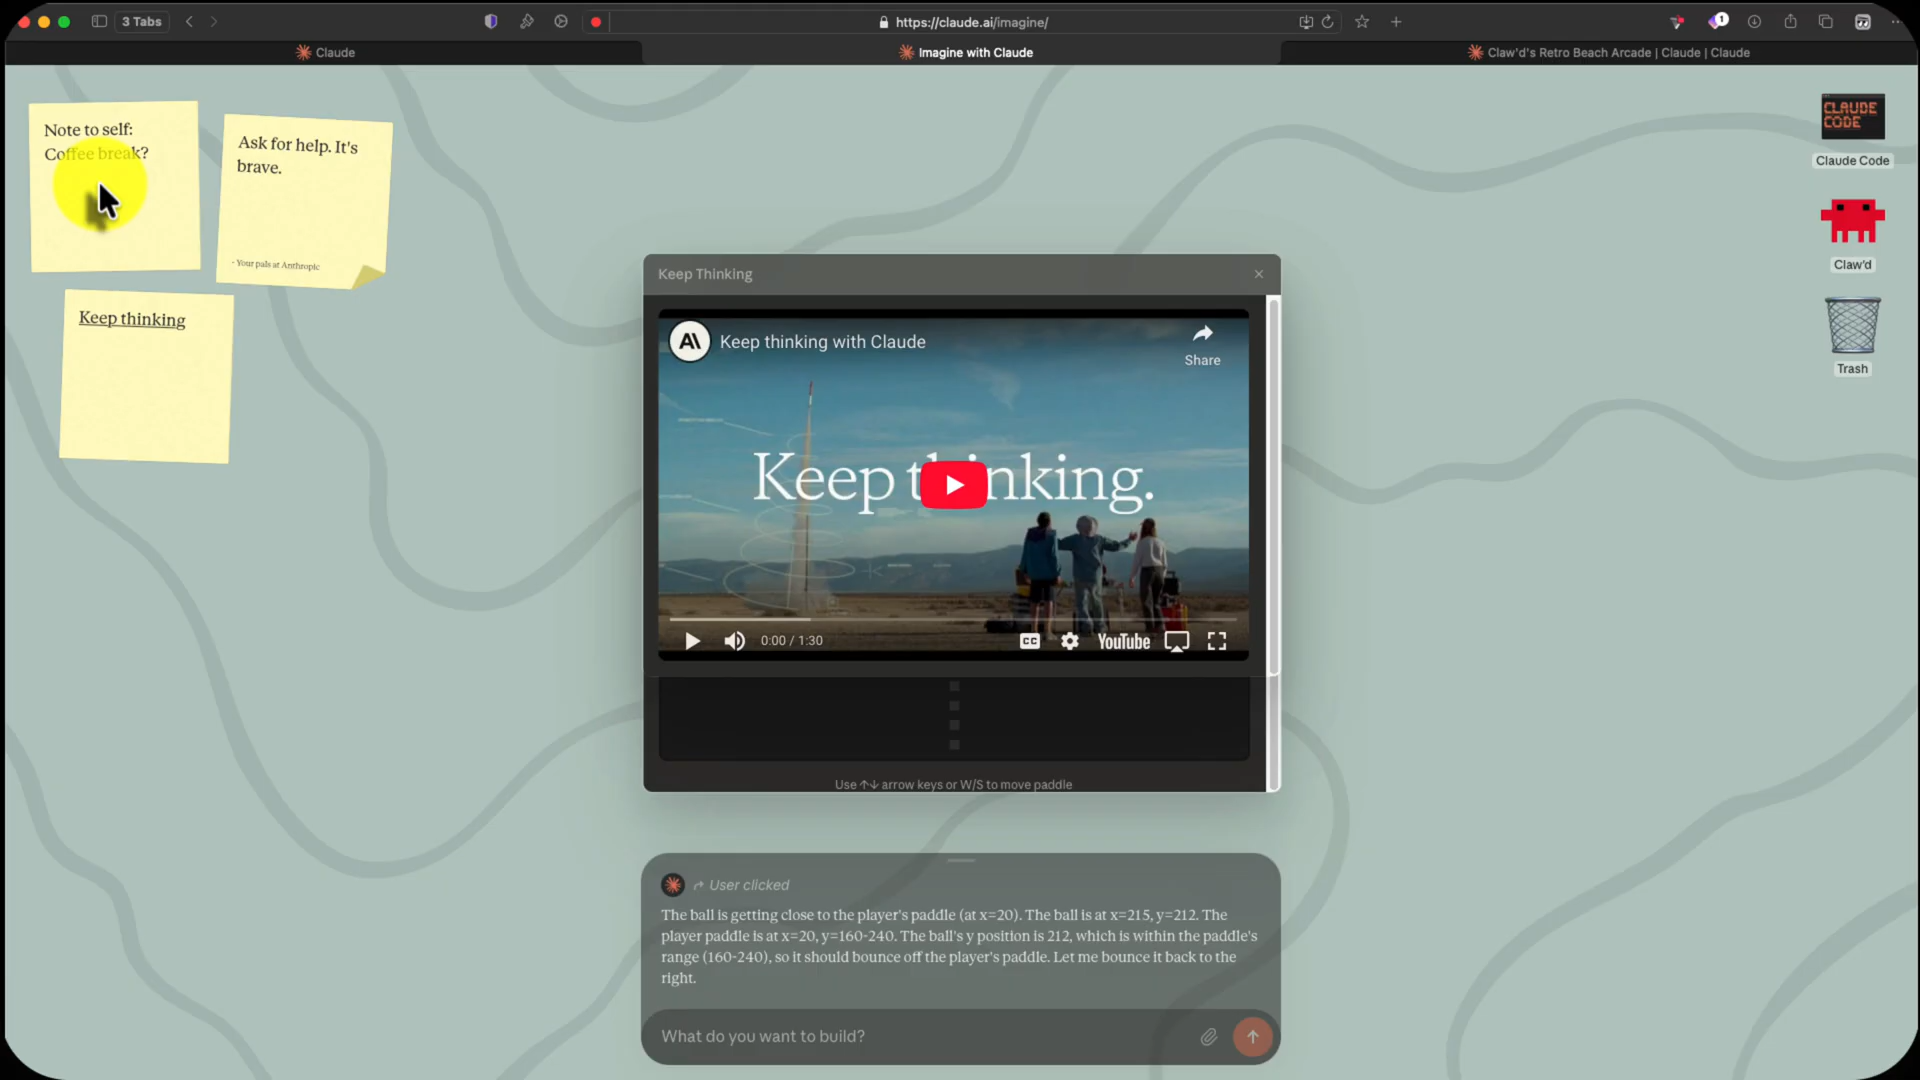 3 Tabs
https://claude.ai/imagine/
1
Claude
Imagine with Claude
Claw'd's Retro Beach Arcade | Claude | Claude
Note to self:
Coffee break?
Ask for help. It's
brave.
- Your pals at Anthropic
Keep thinking
CLAUDE
CODE
Claude Code
Claw'd
Trash
Keep Thinking
Keep thinking with Claude
Share
Keep thinking.
0:00 / 1:30
CC
YouTube
Use ↑↓ arrow keys or W/S to move paddle
User clicked
The ball is getting close to the player's paddle (at x=20). The ball is at x=215, y=212. The
player paddle is at x=20, y=160-240. The ball's y position is 212, which is within the paddle's
range (160-240), so it should bounce off the player's paddle. Let me bounce it back to the
right.
What do you want to build?